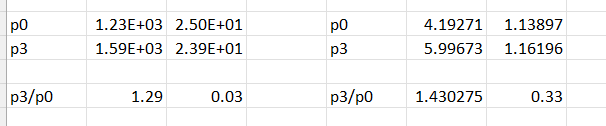 p0 1.23E+03 2.50E+01 p0 4.19271 1.13897
p3 1.59E+03 2.39E+01 p3 5.99673 1.16196
p3/p0 1.29 0.03 p3/p0 1.430275 0.33